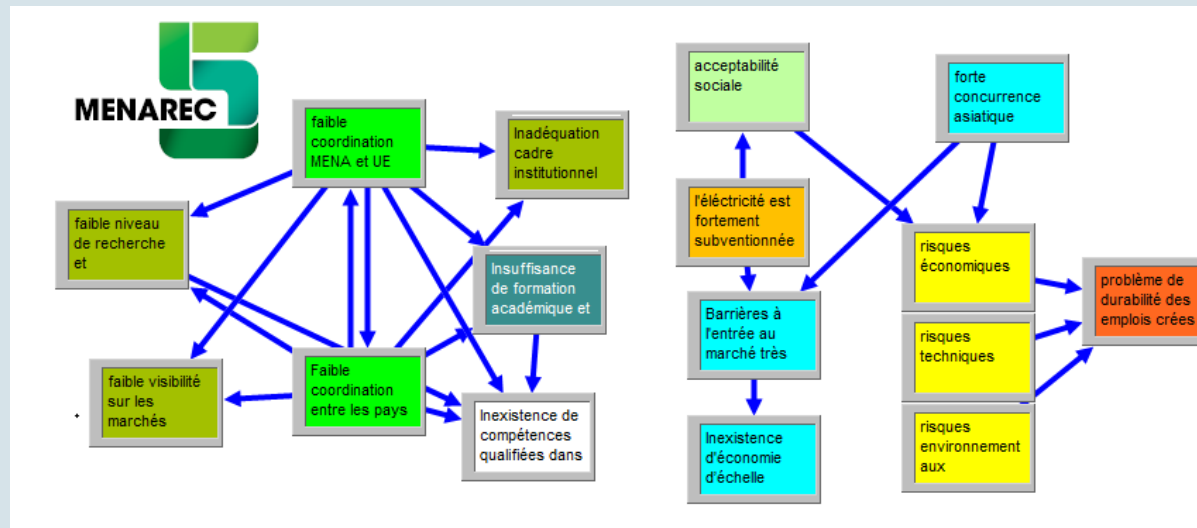 MENAREC
5
faible
coordination
MENA et UE
Inadéquation
cadre
institutionnel
faible niveau
de recherche
et
Insuffisance
de formation
académique et
faible visibilité
sur les
marchés
Faible
coordination
entre les pays
Inexistence de
compétences
qualifiées dans
acceptabilité
sociale
forte
concurrence
asiatique
l'éléctricité est
fortement
subventionnée
risques
économiques
Barrières à
l'entrée au
marché très
risques
techniques
problème de
durabilité des
emplois crées
Inexistence
d'économie
d'échelle
risques
environnement
aux